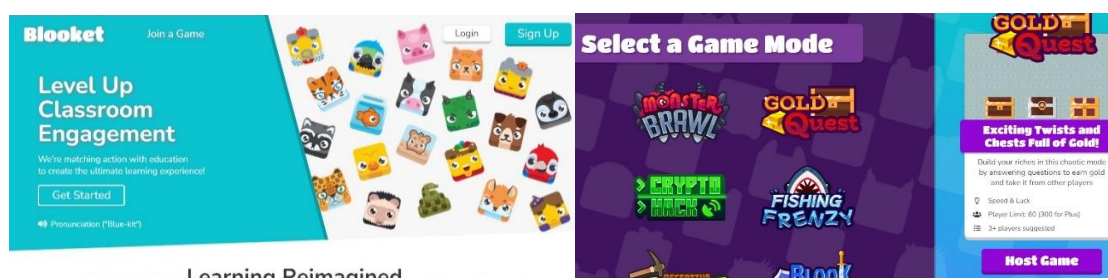 Blooket
Join a Game
Login
Sign Up
Level Up
Classroom
Engagement
We're matching action with education
to create the ultimate learning experience!
Get Started
Pronunciation ("Blue-kit")
Learning Reimagined
Select a Game Mode
MONSTER
BRAWL
GOLD
Quest
> CRYPTO
> HACK
FISHING
FRENZY
BLOOK
GOLD
Quest
Exciting Twists and
Chests Full of Gold!
Build your riches in this chaotic mode
by answering questions to earn gold
and take it from other players
Speed & Luck
Player Limit: 60 (300 for Plus)
3+ players suggested
Host Game